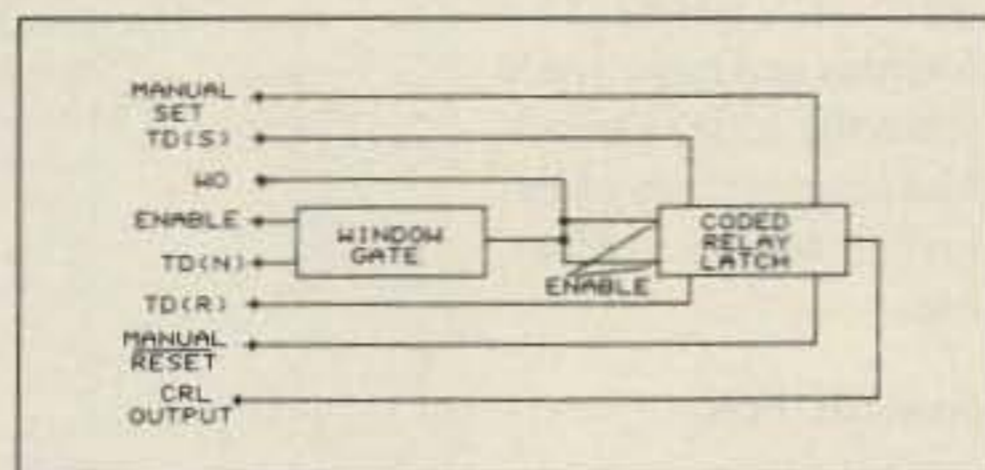 MANUAL
SET
TD(S)
WO
ENABLE
TD(N)
TD(R)
MANUAL
RESET
CRL
OUTPUT
WINDOW
GATE
ENABLE
CODED
RELAY
LATCH